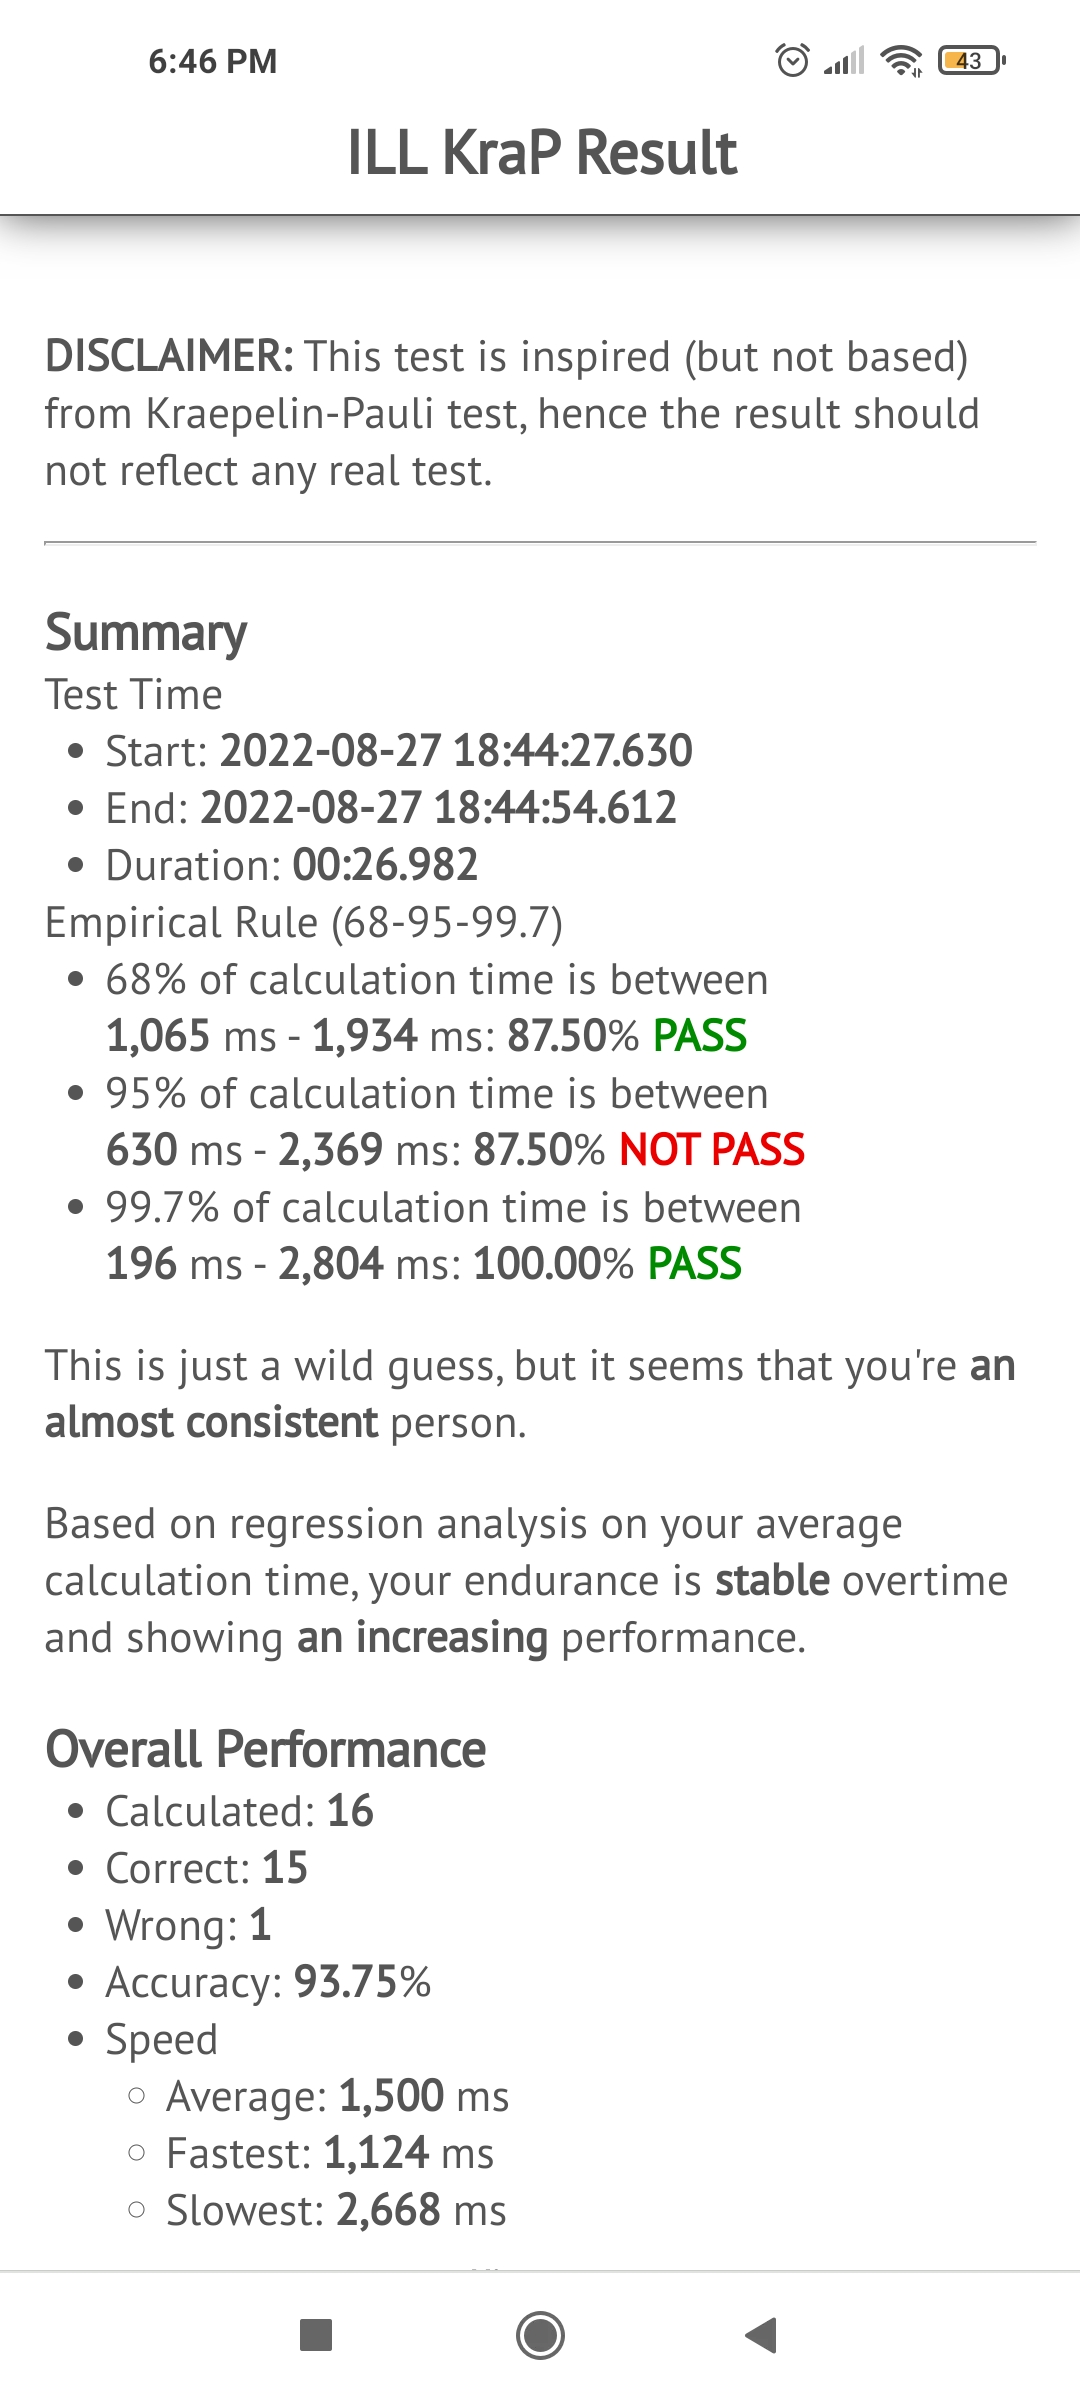 6:46 PM
43
ILL KraP Result
DISCLAIMER: This test is inspired (but not based)
from Kraepelin-Pauli test, hence the result should
not reflect any real test.
Summary
Test Time
• Start: 2022-08-27 18:44:27.630
• End: 2022-08-27 18:44:54.612
• Duration: 00:26.982
Empirical Rule (68-95-99.7)
• 68% of calculation time is between
1,065 ms - 1,934 ms: 87.50% PASS
• 95% of calculation time is between
630 ms - 2,369 ms: 87.50% NOT PASS
• 99.7% of calculation time is between
196 ms - 2,804 ms: 100.00% PASS
This is just a wild guess, but it seems that you're an
almost consistent person.
Based on regression analysis on your average
calculation time, your endurance is stable overtime
and showing an increasing performance.
Overall Performance
• Calculated: 16
• Correct: 15
• Wrong: 1
• Accuracy: 93.75%
• Speed
○ Average: 1,500 ms
○ Fastest: 1,124 ms
○ Slowest: 2,668 ms